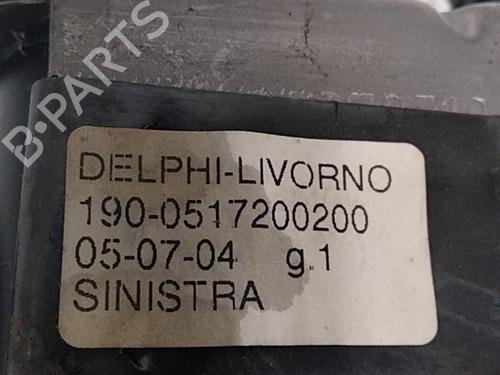 B-PARTS
DELPHI-LIVORNO
190-0517200200
05-07-04 g.1
SINISTRA